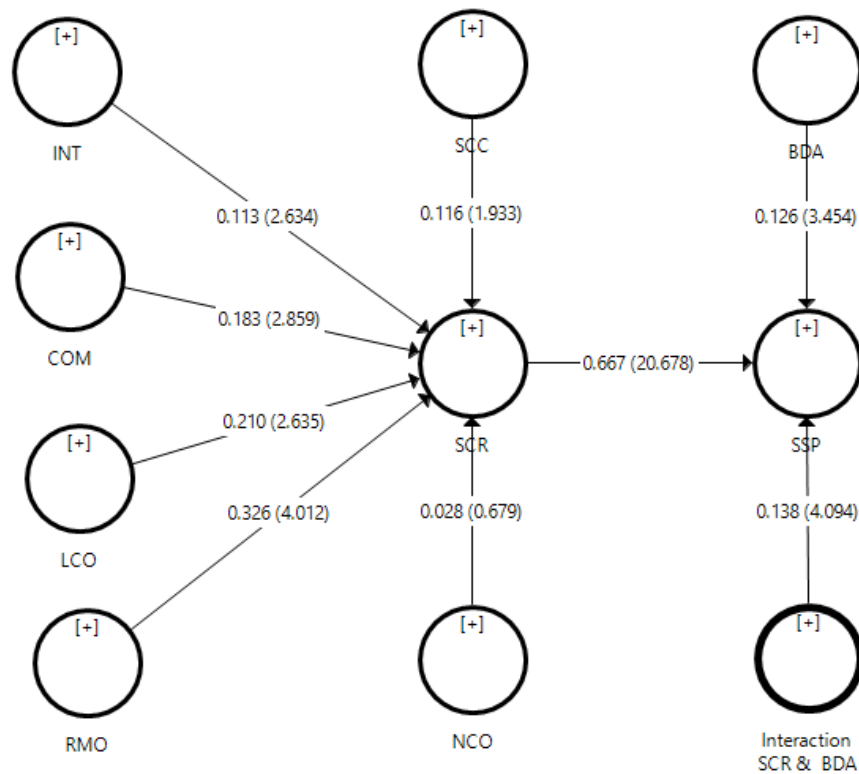 [+]
[+]
[+]
INT
SCC
BDA
0.113 (2.634)
0.116 (1.933)
0.126 (3.454)
[+]
COM
0.183 (2.859)
[+]
[+]
0.667 (20.678)
[+]
LCO
0.210 (2.635)
SCR
SSP
0.326 (4.012)
0.028 (0.679)
0.138 (4.094)
[+]
[+]
[+]
RMO
NCO
Interaction
SCR & BDA